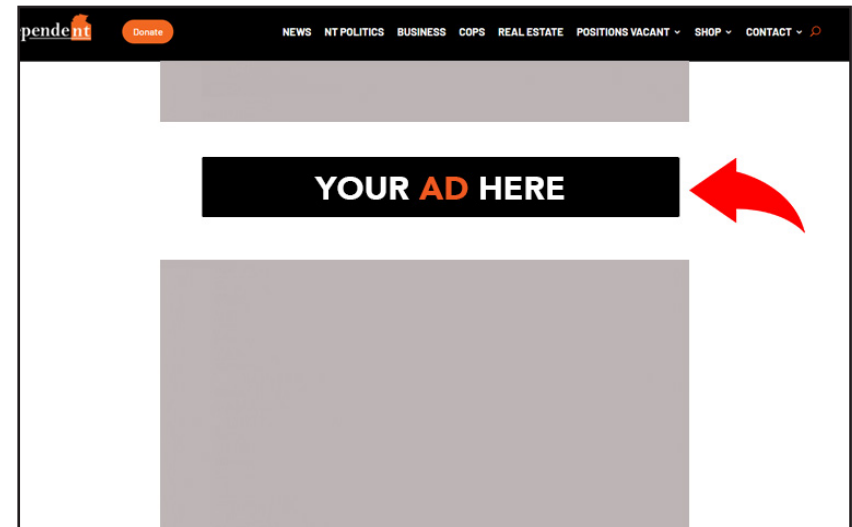 pendent
Donate
NEWS NT POLITICS BUSINESS COPS REAL ESTATE POSITIONS VACANT SHOP CONTACT
YOUR AD HERE